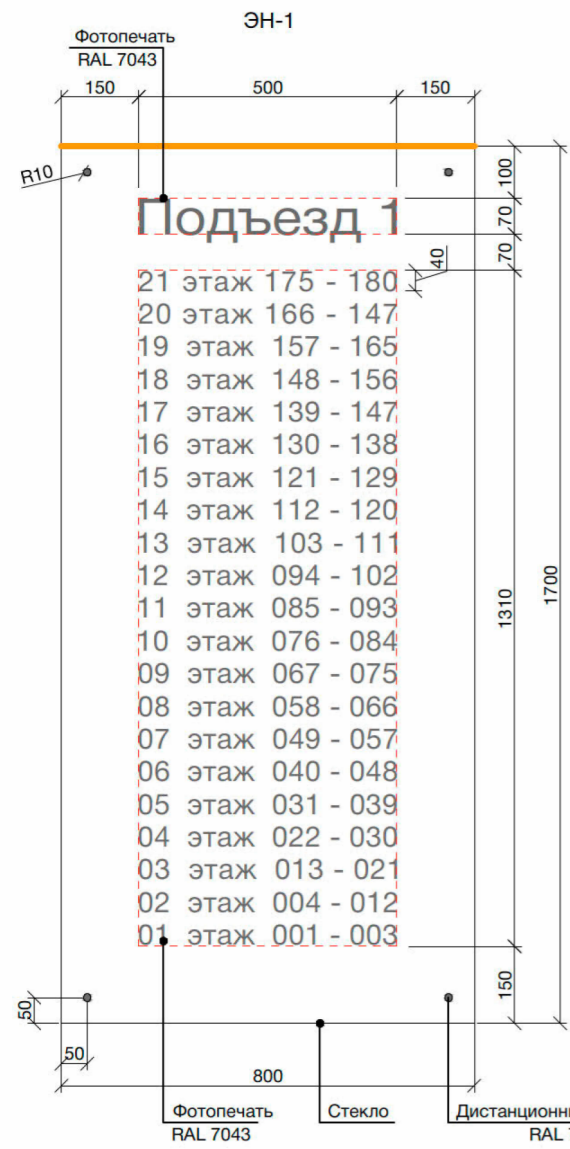 ЭН-1
Фотопечать
RAL 7043
150 500 150
R10
100
Подъезд 1
70
70
40
21 этаж 175 - 180
20 этаж 166 - 147
19 этаж 157 - 165
18 этаж 148 - 156
17 этаж 139 - 147
16 этаж 130 - 138
15 этаж 121 - 129
14 этаж 112 - 120
13 этаж 103 - 111
12 этаж 094 - 102
11 этаж 085 - 093
10 этаж 076 - 084
09 этаж 067 - 075
08 этаж 058 - 066
07 этаж 049 - 057
06 этаж 040 - 048
05 этаж 031 - 039
04 этаж 022 - 030
03 этаж 013 - 021
02 этаж 004 - 012
01 этаж 001 - 003
1310
1700
150
50
50
800
Фотопечать
RAL 7043
Стекло
Дистанционн
RAL 7